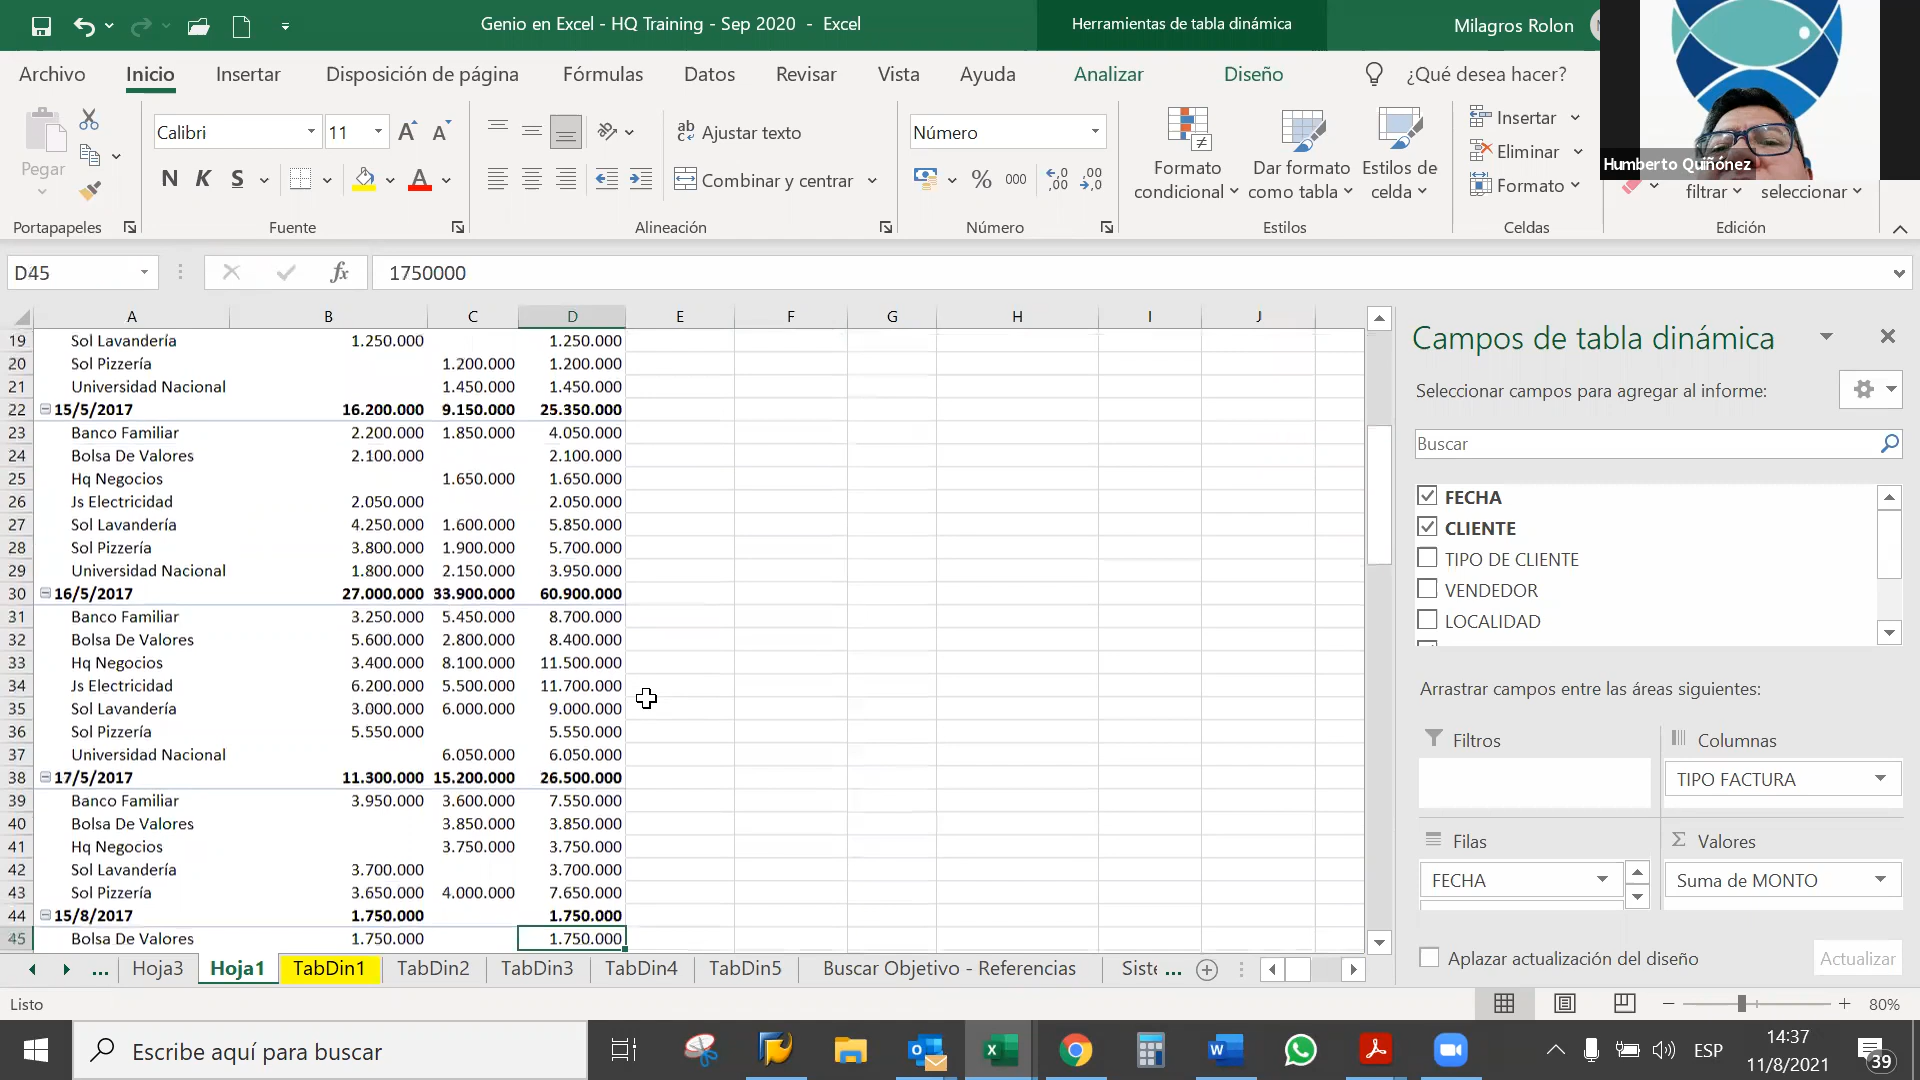 Genio en Excel - HQ Training - Sep 2020 - Excel
Herramientas de tabla dinámica
Milagros Rolon
Archivo Inicio Insertar Disposición de página Fórmulas Datos Revisar Vista Ayuda Analizar Diseño ¿Qué desea hacer?
Pegar
Calibri 11
N K S
ab
c Ajustar texto
Combinar y centrar
Número
% 000 ,00 ,00
Formato condicional
Dar formato como tabla
Estilos de celda
Insertar
Eliminar
Formato
Humberto Quiñónez
filtrar seleccionar
Portapapeles Fuente Alineación Número Estilos Celdas Edición
D45 fx 1750000
A B C D E F G H I J
19 Sol Lavandería 1.250.000 1.250.000
20 Sol Pizzería 1.200.000 1.200.000
21 Universidad Nacional 1.450.000 1.450.000
22 15/5/2017 16.200.000 9.150.000 25.350.000
23 Banco Familiar 2.200.000 1.850.000 4.050.000
24 Bolsa De Valores 2.100.000 2.100.000
25 Hq Negocios 1.650.000 1.650.000
26 Js Electricidad 2.050.000 2.050.000
27 Sol Lavandería 4.250.000 1.600.000 5.850.000
28 Sol Pizzería 3.800.000 1.900.000 5.700.000
29 Universidad Nacional 1.800.000 2.150.000 3.950.000
30 16/5/2017 27.000.000 33.900.000 60.900.000
31 Banco Familiar 3.250.000 5.450.000 8.700.000
32 Bolsa De Valores 5.600.000 2.800.000 8.400.000
33 Hq Negocios 3.400.000 8.100.000 11.500.000
34 Js Electricidad 6.200.000 5.500.000 11.700.000
35 Sol Lavandería 3.000.000 6.000.000 9.000.000
36 Sol Pizzería 5.550.000 5.550.000
37 Universidad Nacional 6.050.000 6.050.000
38 17/5/2017 11.300.000 15.200.000 26.500.000
39 Banco Familiar 3.950.000 3.600.000 7.550.000
40 Bolsa De Valores 3.850.000 3.850.000
41 Hq Negocios 3.750.000 3.750.000
42 Sol Lavandería 3.700.000 3.700.000
43 Sol Pizzería 3.650.000 4.000.000 7.650.000
44 15/8/2017 1.750.000 1.750.000
45 Bolsa De Valores 1.750.000 1.750.000
Campos de tabla dinámica
Seleccionar campos para agregar al informe:
Buscar
FECHA
CLIENTE
TIPO DE CLIENTE
VENDEDOR
LOCALIDAD
Arrastrar campos entre las áreas siguientes:
Filtros
Columnas
TIPO FACTURA
Filas
FECHA
Valores
Suma de MONTO
Aplazar actualización del diseño Actualizar
... Hoja3 Hoja1 TabDin1 TabDin2 TabDin3 TabDin4 TabDin5 Buscar Objetivo - Referencias Siste ...
Listo
80%
Escribe aquí para buscar
ESP
14:37
11/8/2021
39